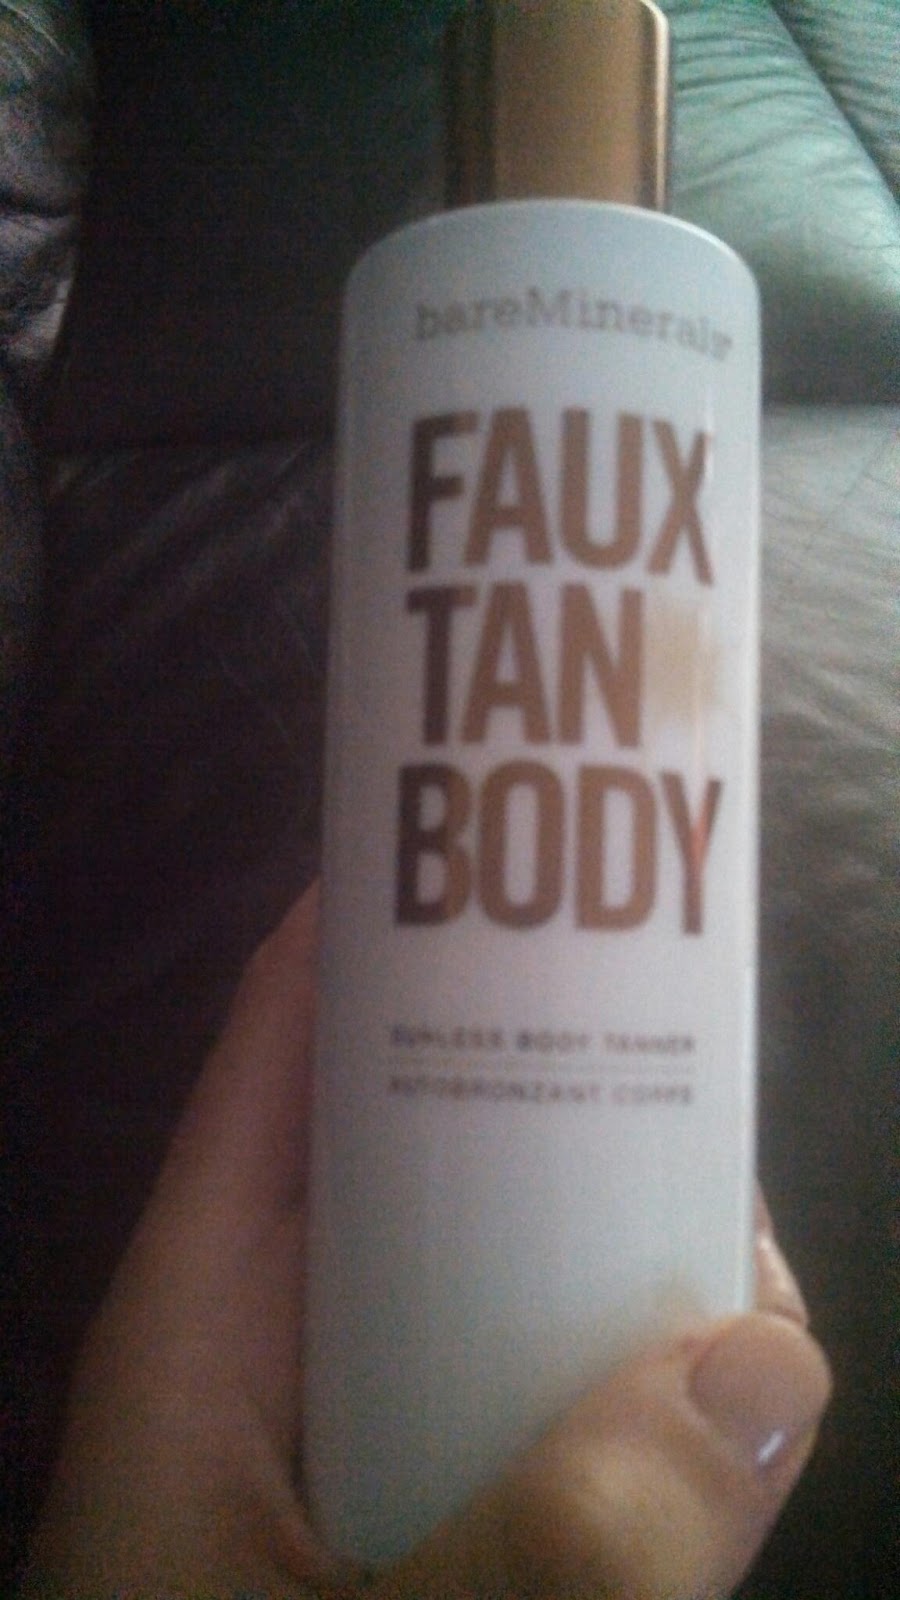 bareMinerals
FAUX
TAN
BODY
SUNLESS BODY TANNER
AUTOBRONZANT CORPS